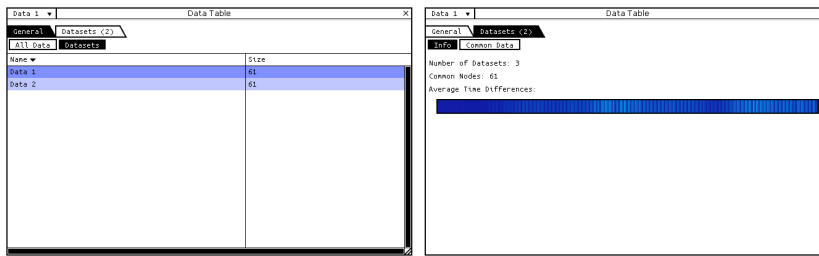 Data 1 ▼ Data Table ×
General Datasets (2)
All Data Datasets
Name ▼ Size
Data 1 61
Data 2 61
Data 1 ▼ Data Table
General Datasets (2)
Info Common Data
Number of Datasets: 3
Common Nodes: 61
Average Time Differences: